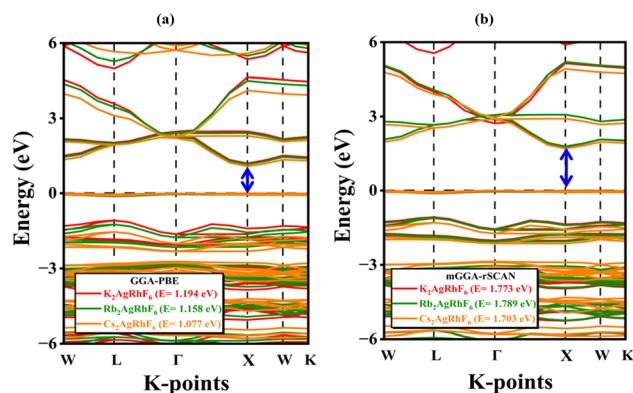 (a)
6
3
0
−3
−6
Energy (eV)
GGA-PBE
K₂AgRhF₆ (E= 1.194 eV)
Rb₂AgRhF₆ (E= 1.158 eV)
Cs₂AgRhF₆ (E= 1.077 eV)
W L Γ X W K
K-points
(b)
6
3
0
−3
−6
Energy (eV)
mGGA-rSCAN
K₂AgRhF₆ (E= 1.773 eV)
Rb₂AgRhF₆ (E= 1.789 eV)
Cs₂AgRhF₆ (E= 1.703 eV)
W L Γ X W K
K-points